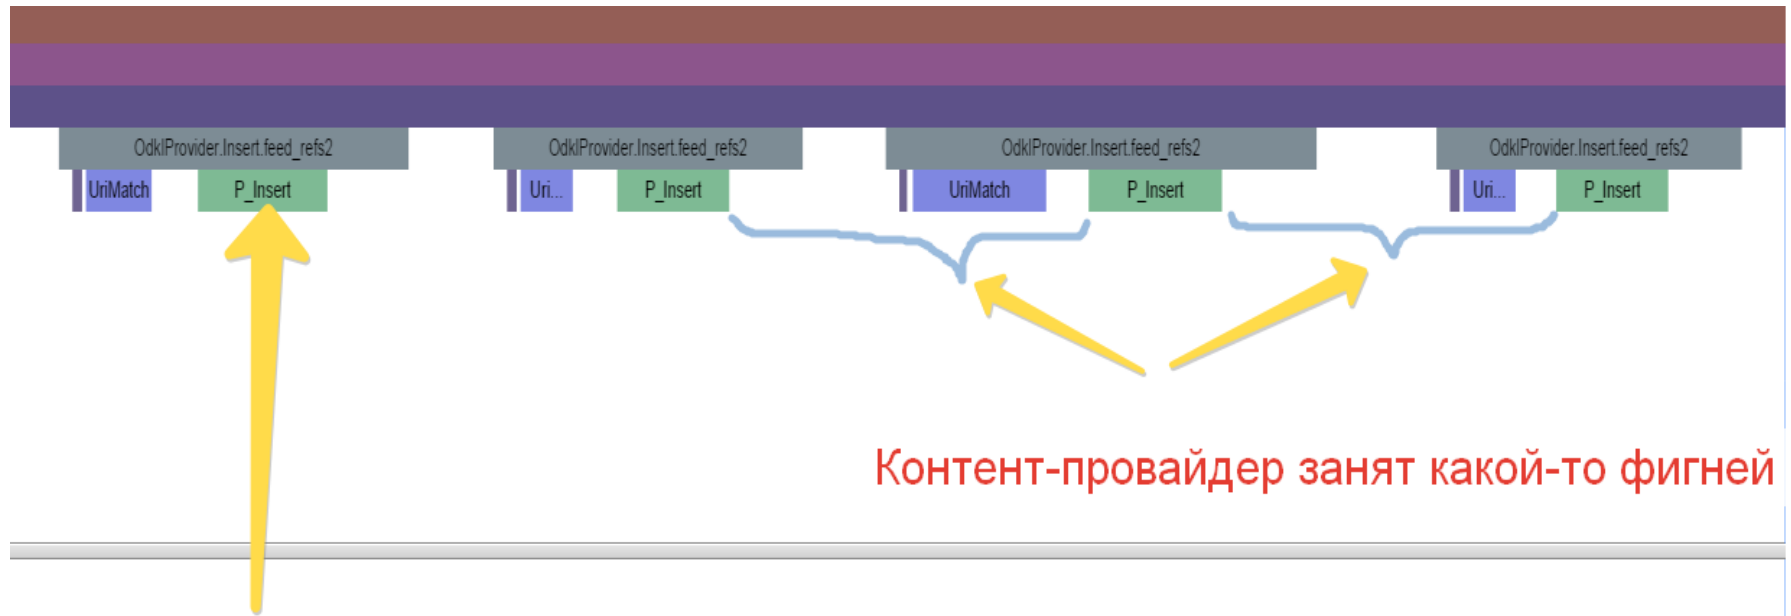 OdklProvider.Insert.feed_refs2 OdklProvider.Insert.feed_refs2 OdklProvider.Insert.feed_refs2 OdklProvider.Insert.feed_refs2
UriMatch P_Insert Uri... P_Insert UriMatch P_Insert Uri... P_Insert
Контент-провайдер занят какой-то фигней